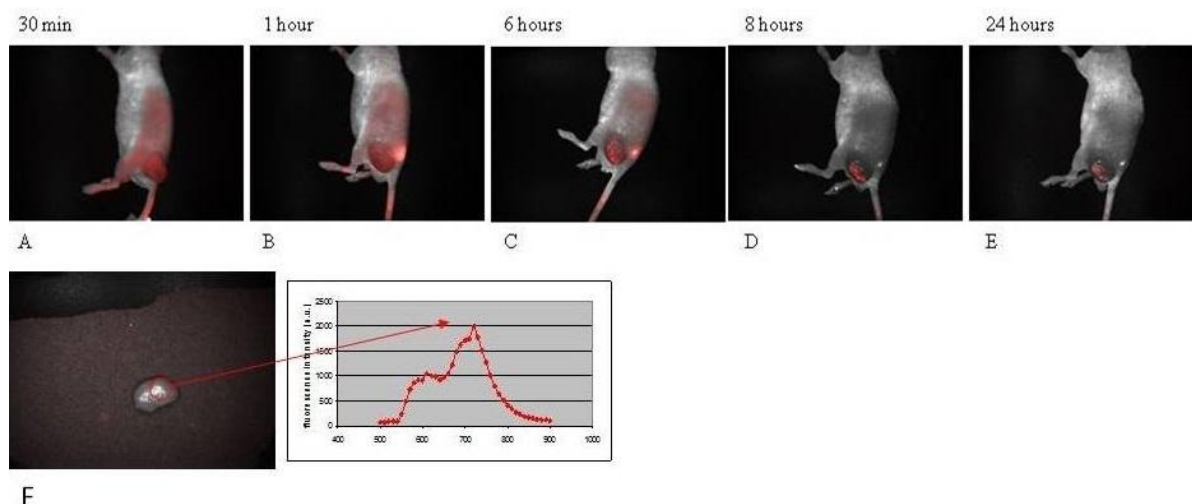 30 min 1 hour 6 hours 8 hours 24 hours
A B C D E
fluorescence intensity [a.u.]
2500
2000
1500
1000
500
0
400 500 600 700 800 900 1000
F